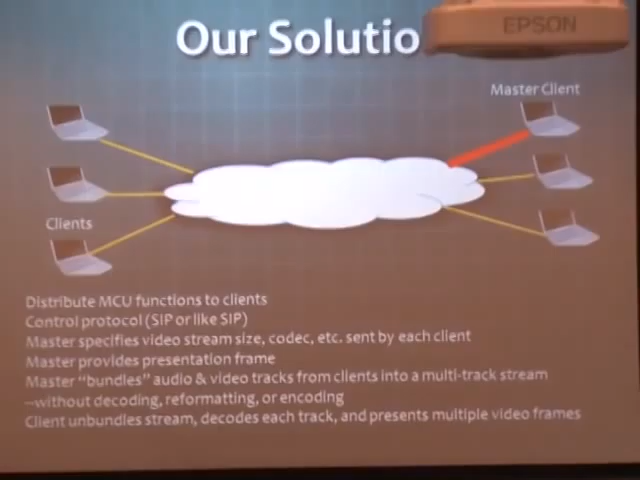 Our Solutio
EPSON
Master Client
Clients
Distribute MCU functions to clients
Control protocol (SIP or like SIP)
Master specifies video stream size, codec, etc. sent by each client
Master provides presentation frame
Master “bundles” audio & video tracks from clients into a multi-track stream
–without decoding, reformatting, or encoding
Client unbundles stream, decodes each track, and presents multiple video frames